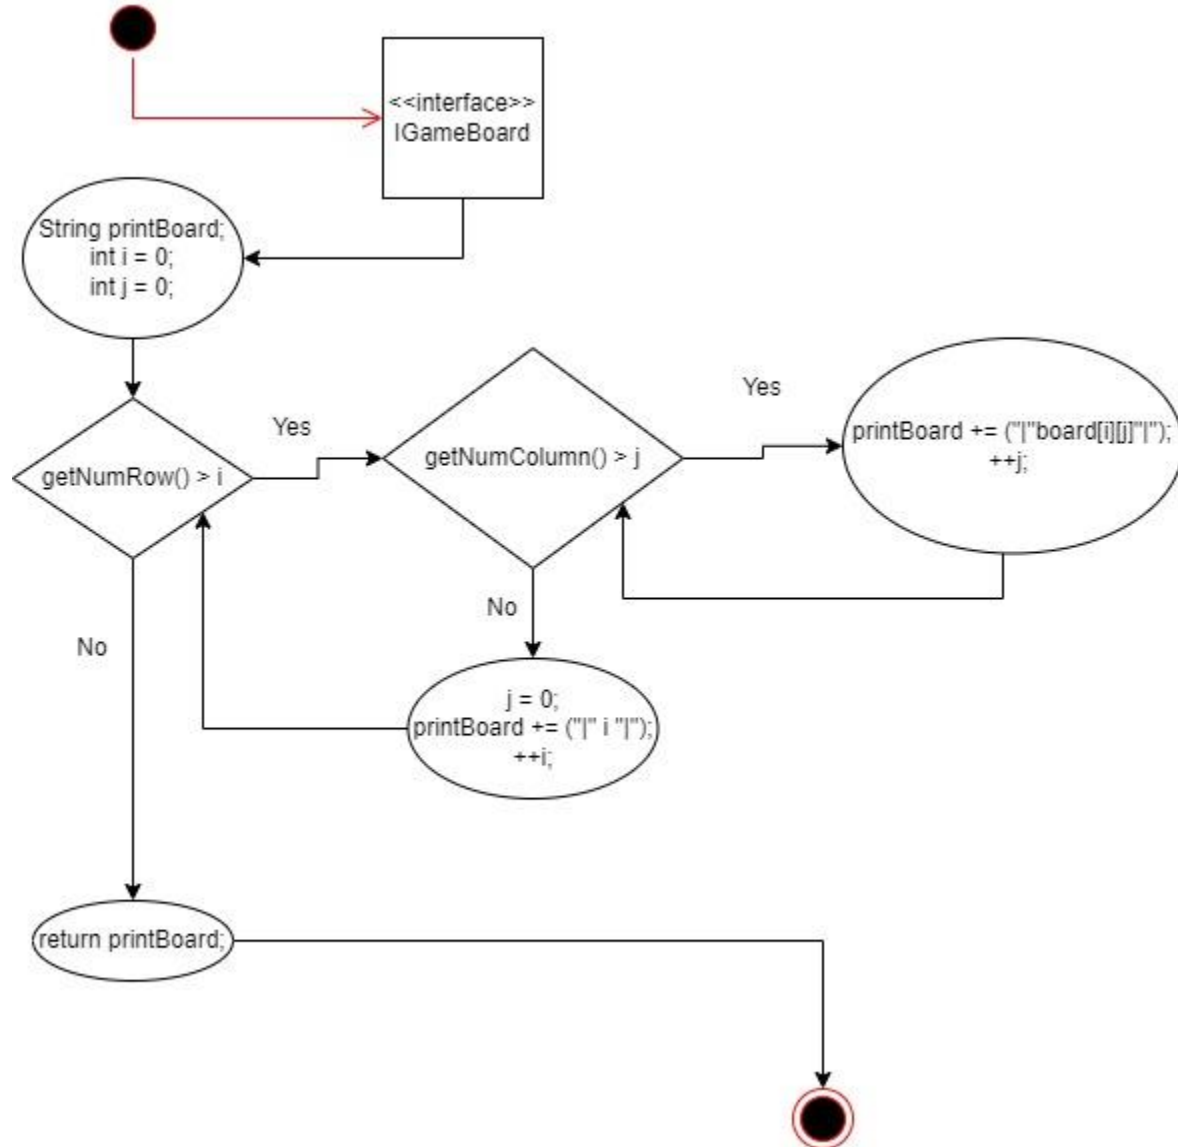 <<interface>>
IGameBoard
String printBoard;
int i = 0;
int j = 0;
getNumRow() > i
Yes
getNumColumn() > j
Yes
printBoard += ("|"board[i][j]"|");
++j;
No
j = 0;
printBoard += ("|" i "|");
++i;
No
return printBoard;